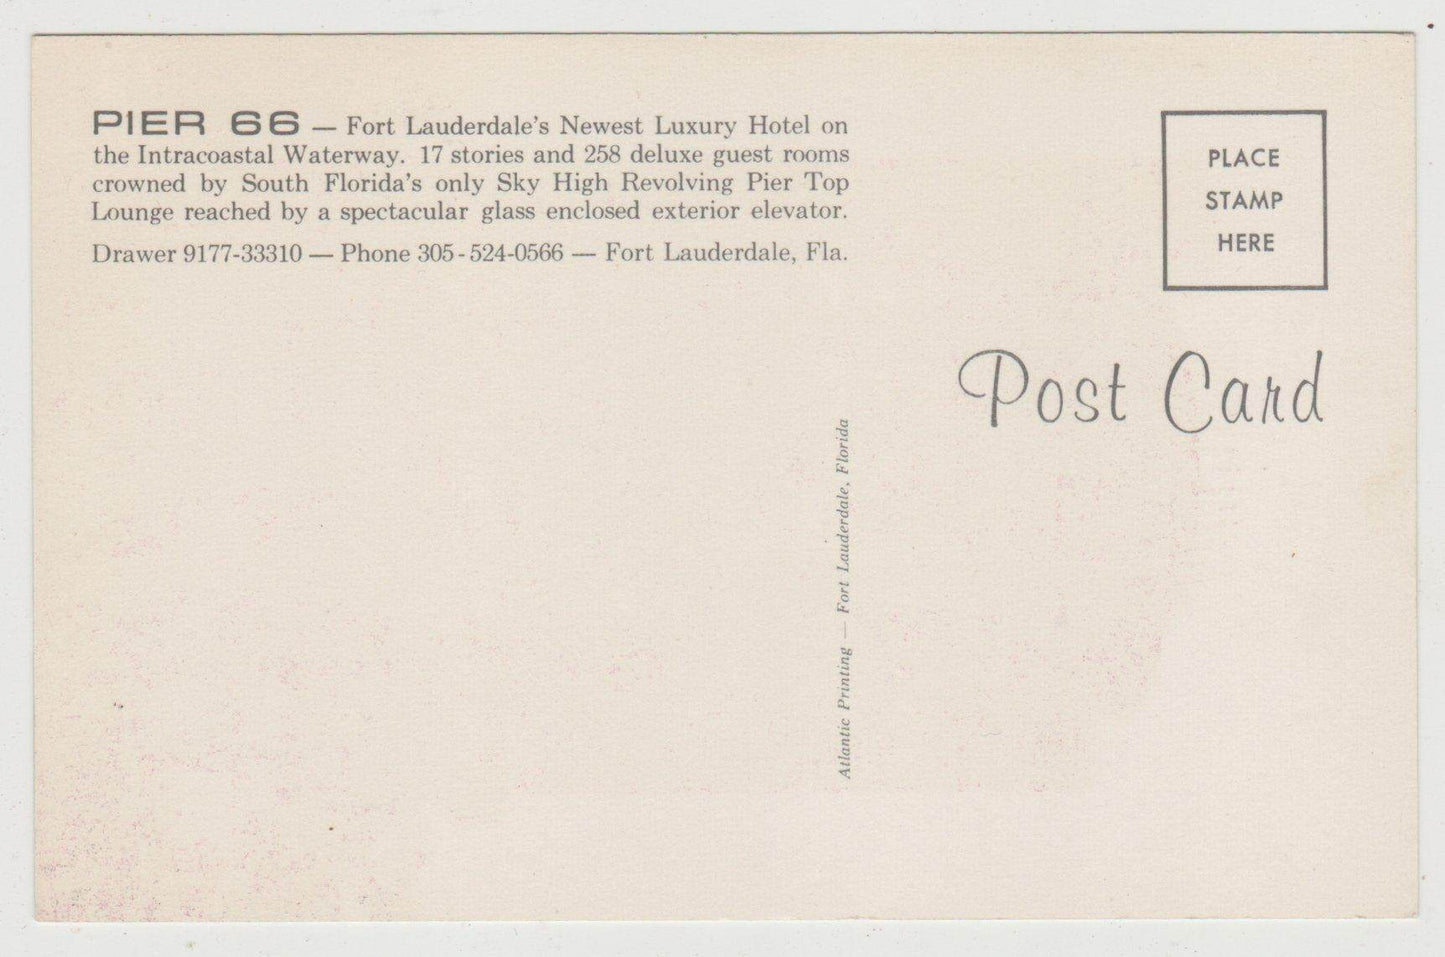 PIER 66 — Fort Lauderdale's Newest Luxury Hotel on
the Intracoastal Waterway. 17 stories and 258 deluxe guest rooms
crowned by South Florida's only Sky High Revolving Pier Top
Lounge reached by a spectacular glass enclosed exterior elevator.
Drawer 9177-33310 — Phone 305-524-0566 — Fort Lauderdale, Fla.
PLACE
STAMP
HERE
Post Card
Atlantic Printing — Fort Lauderdale, Florida